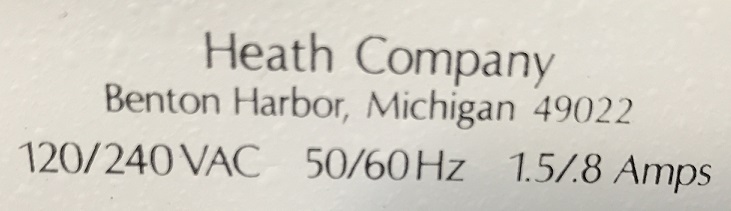 Heath Company
Benton Harbor, Michigan 49022
120/240 VAC 50/60 Hz 1.5/.8 Amps